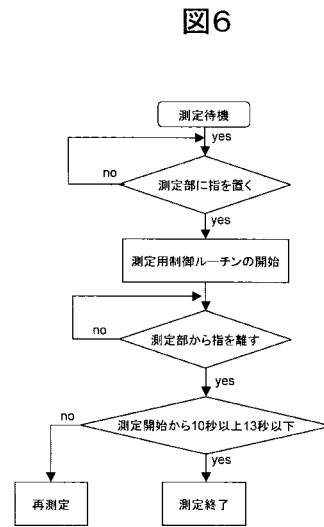 図6
測定待機
yes
no
測定部に指を置く
yes
測定用制御ルーチンの開始
no
測定部から指を離す
yes
no
測定開始から10秒以上13秒以下
yes
再測定
測定終了